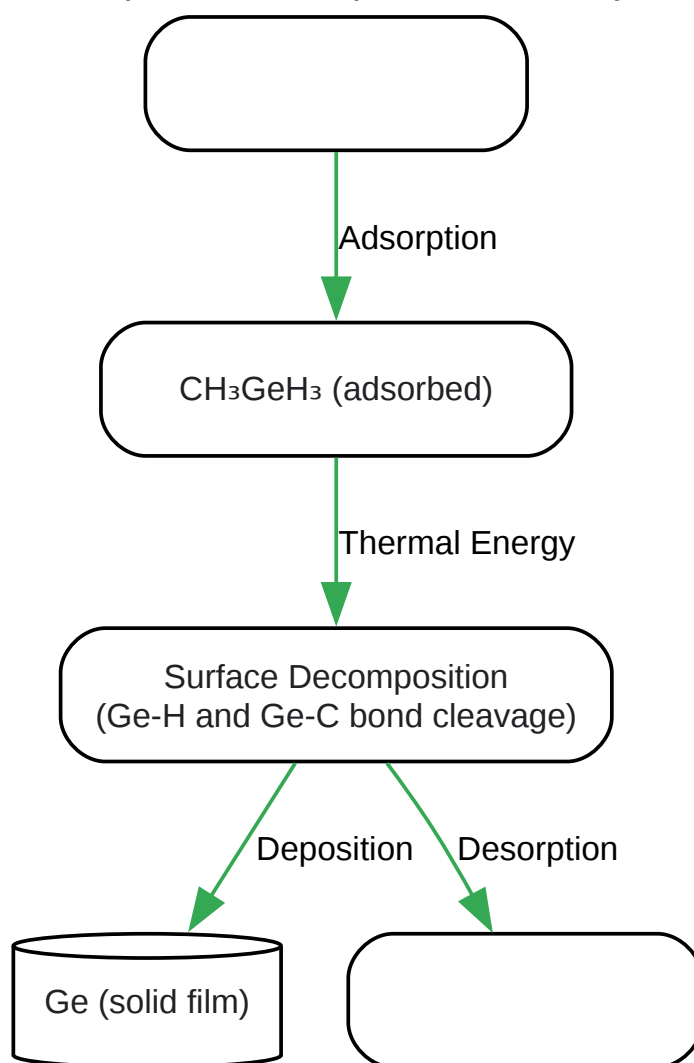 Adsorption
CH₃GeH₃ (adsorbed)
Thermal Energy
Surface Decomposition
(Ge-H and Ge-C bond cleavage)
Deposition
Desorption
Ge (solid film)